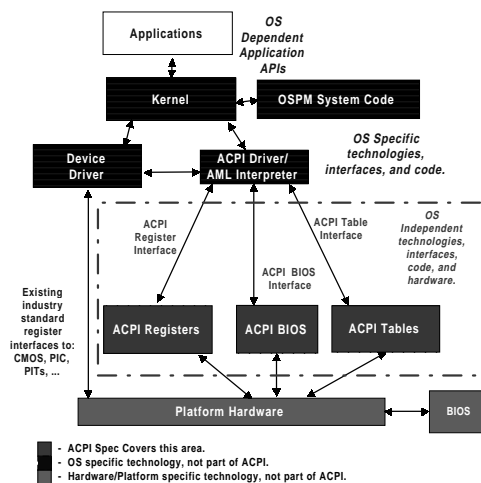 Applications
OS
Dependent
Application
APIs
Kernel
OSPM System Code
OS Specific
technologies,
interfaces, and code.
Device
Driver
ACPI Driver/
AML Interpreter
ACPI
Register
Interface
ACPI BIOS
Interface
ACPI Table
Interface
OS
Independent
technologies,
interfaces,
code, and
hardware.
Existing
industry
standard
register
interfaces to:
CMOS, PIC,
PITs, ...
ACPI Registers
ACPI BIOS
ACPI Tables
Platform Hardware
BIOS
- ACPI Spec Covers this area.
- OS specific technology, not part of ACPI.
- Hardware/Platform specific technology, not part of ACPI.